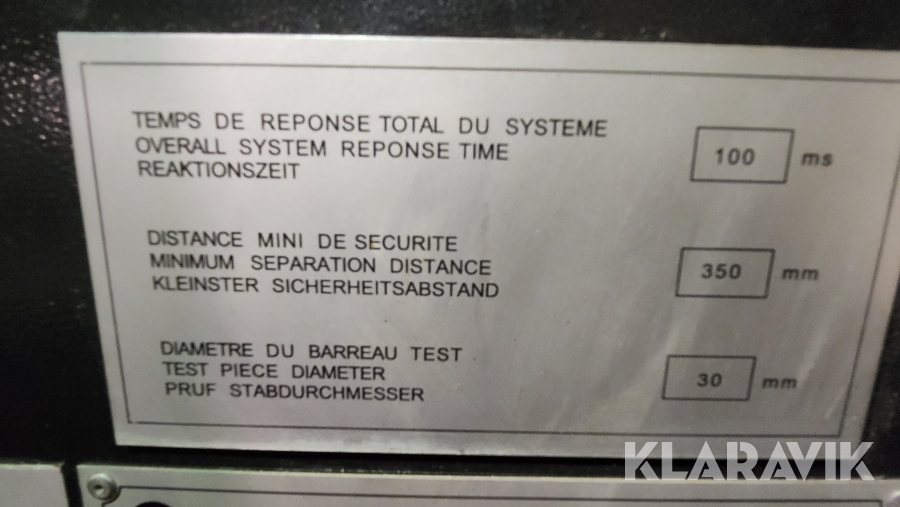 TEMPS DE REPONSE TOTAL DU SYSTEME
OVERALL SYSTEM REPONSE TIME
REAKTIONSZEIT
100 ms
DISTANCE MINI DE SECURITE
MINIMUM SEPARATION DISTANCE
KLEINSTER SICHERHEITSABSTAND
350 mm
DIAMETRE DU BARREAU TEST
TEST PIECE DIAMETER
PRUF STABDURCHMESSER
30 mm
KLARAVIK